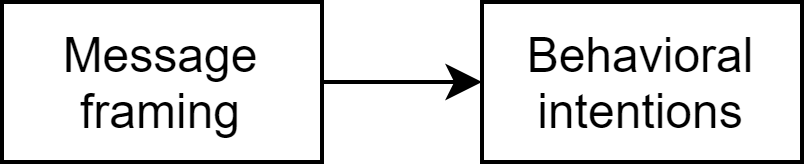 Message
framing
Behavioral
intentions